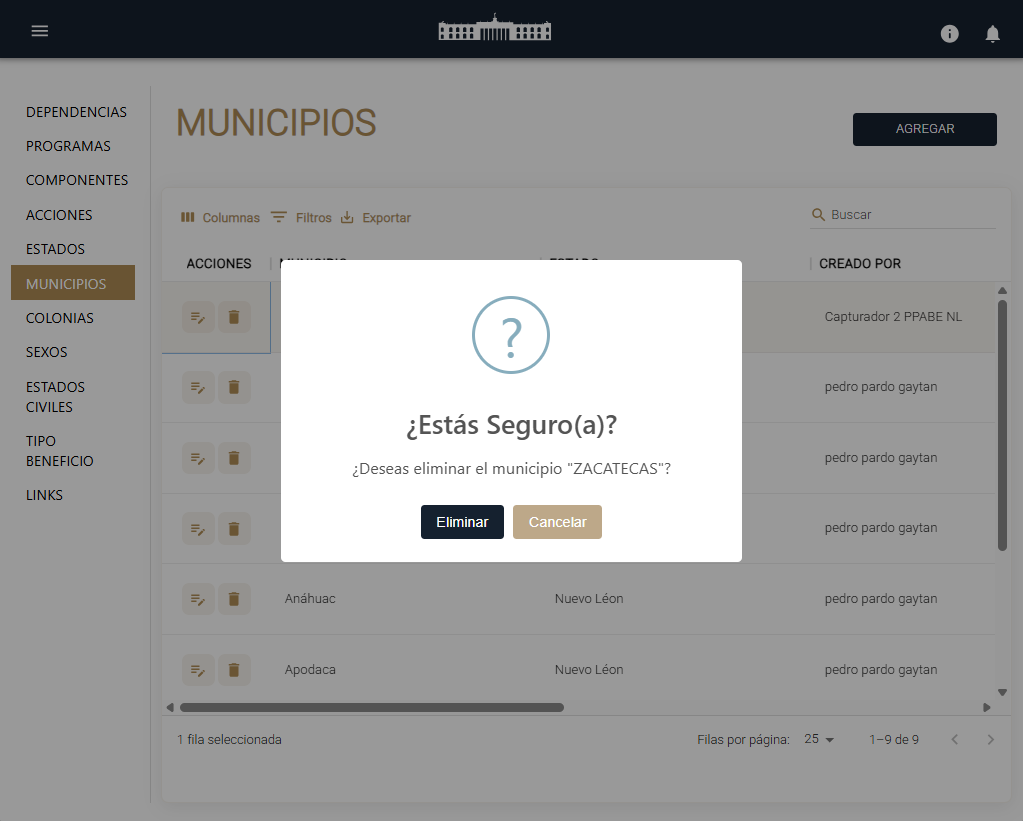 DEPENDENCIAS
PROGRAMAS
COMPONENTES
ACCIONES
ESTADOS
MUNICIPIOS
COLONIAS
SEXOS
ESTADOS
CIVILES
TIPO
BENEFICIO
LINKS
MUNICIPIOS
AGREGAR
Columnas Filtros Exportar
Buscar
ACCIONES MUNICIPIO ESTADO CREADO POR
Capturador 2 PPABE NL
pedro pardo gaytan
pedro pardo gaytan
pedro pardo gaytan
Anáhuac Nuevo Léon pedro pardo gaytan
Apodaca Nuevo Léon pedro pardo gaytan
?
¿Estás Seguro(a)?
¿Deseas eliminar el municipio "ZACATECAS"?
Eliminar Cancelar
1 fila seleccionada
Filas por página: 25 1–9 de 9